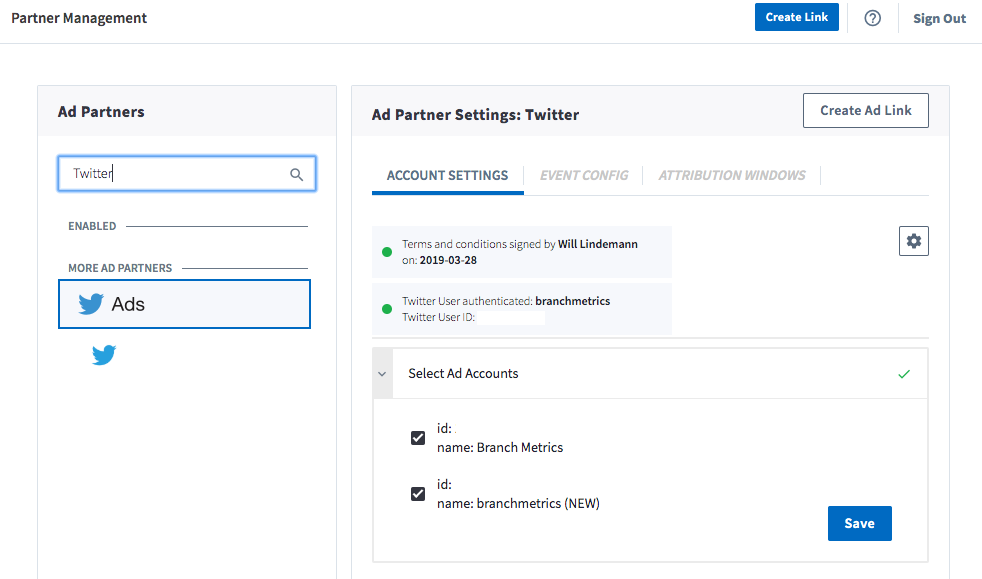 Partner Management
Create Link
Sign Out
Ad Partners
Twitter
ENABLED
MORE AD PARTNERS
Ads
Ad Partner Settings: Twitter
Create Ad Link
ACCOUNT SETTINGS
EVENT CONFIG
ATTRIBUTION WINDOWS
Terms and conditions signed by Will Lindemann
on: 2019-03-28
Twitter User authenticated: branchmetrics
Twitter User ID:
Select Ad Accounts
id:
name: Branch Metrics
id:
name: branchmetrics (NEW)
Save